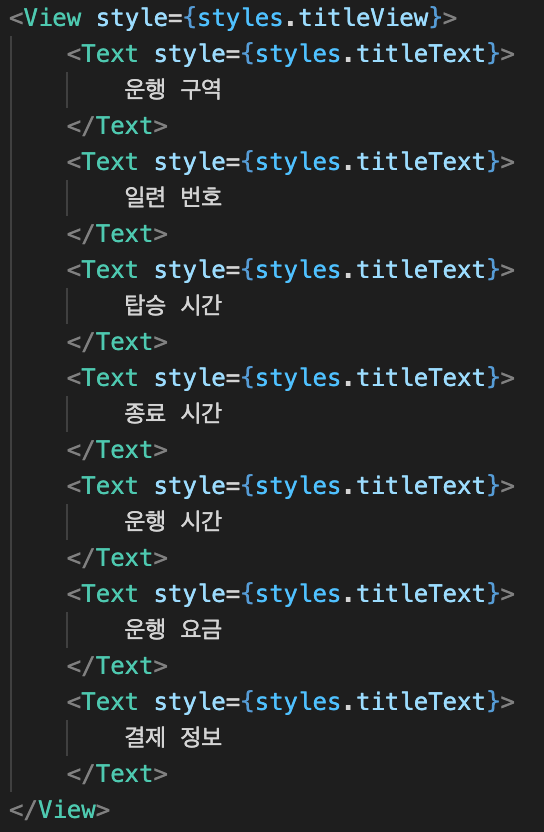 <View style={styles.titleView}>
<Text style={styles.titleText}>
운행 구역
</Text>
<Text style={styles.titleText}>
일련 번호
</Text>
<Text style={styles.titleText}>
탑승 시간
</Text>
<Text style={styles.titleText}>
종료 시간
</Text>
<Text style={styles.titleText}>
운행 시간
</Text>
<Text style={styles.titleText}>
운행 요금
</Text>
<Text style={styles.titleText}>
결제 정보
</Text>
</View>